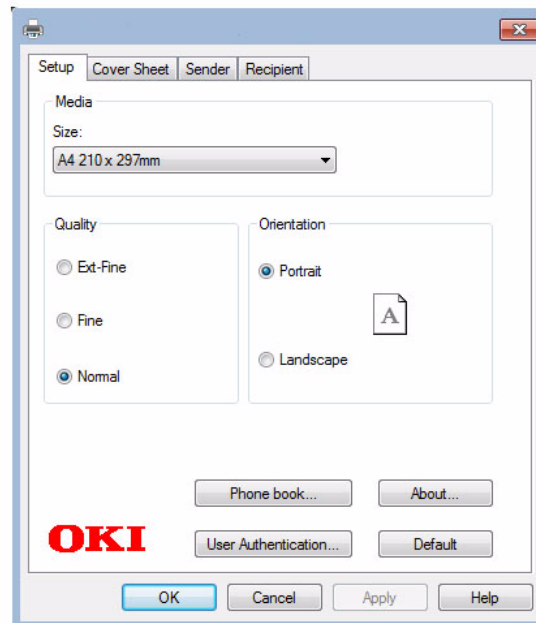 Setup Cover Sheet Sender Recipient
Media
Size:
A4 210 x 297mm
Quality
Ext-Fine
Fine
Normal
Orientation
Portrait
A
Landscape
Phone book... About...
OKI
User Authentication... Default
OK Cancel Apply Help